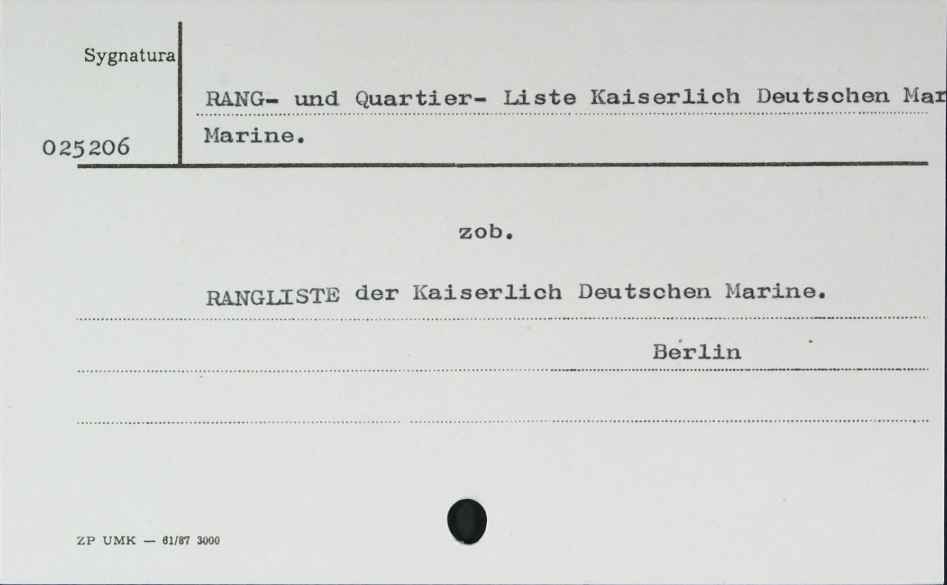 Sygnatura
RANG- und Quartier- Liste Kaiserlich Deutschen Mar
025206
Marine.
zob.
RANGLISTE der Kaiserlich Deutschen Marine.
Berlin
ZP UMK — 61/87 3000